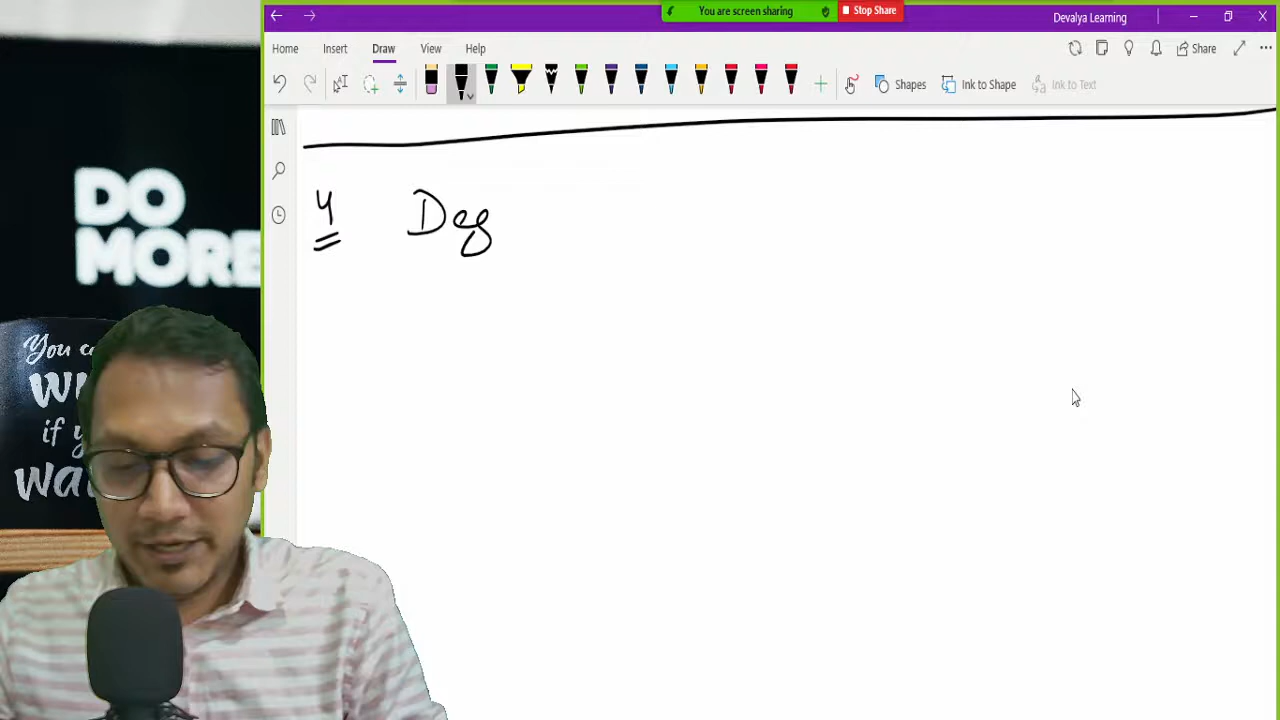 You are screen sharing
Stop Share
Devalya Learning
Home Insert Draw View Help
Share
Shapes
Ink to Shape
Ink to Text
4 Deg
DO
MORE
You
if